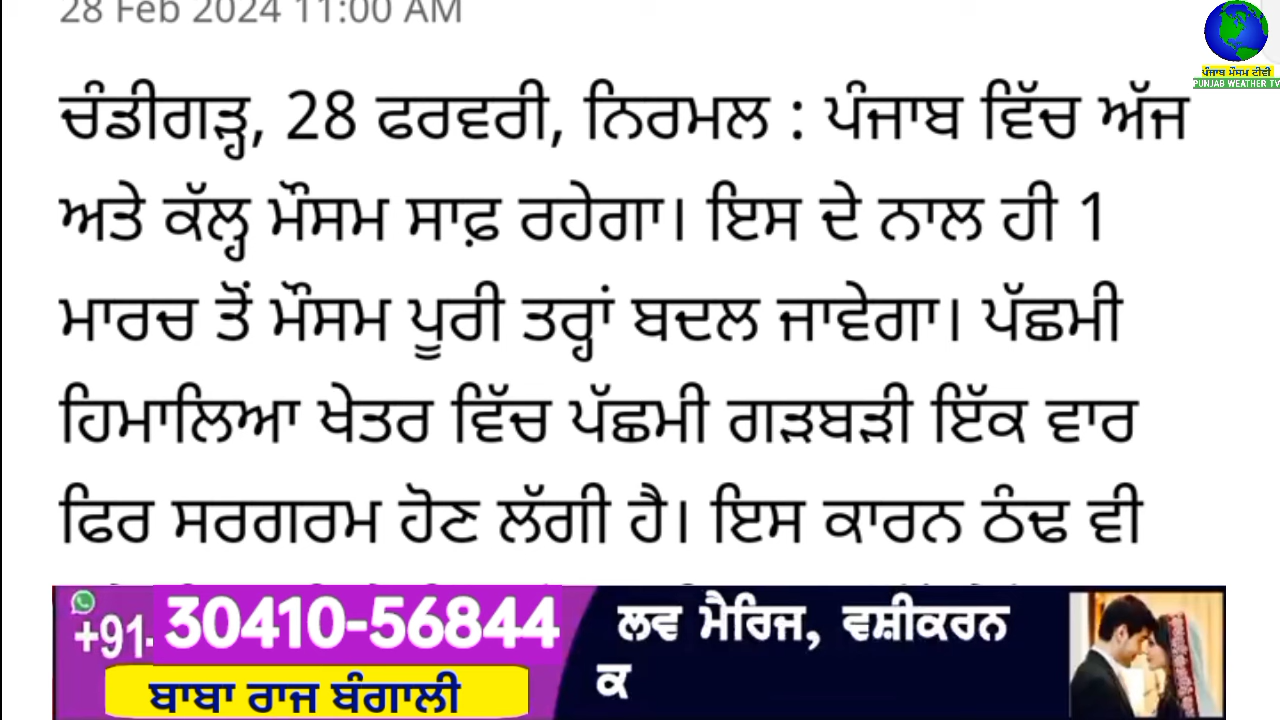 28 Feb 2024 11:00 AM
ਪੰਜਾਬ ਮੌਸਮ ਟੀਵੀ
PUNJAB WEATHER TV
ਚੰਡੀਗੜ੍ਹ, 28 ਫਰਵਰੀ, ਨਿਰਮਲ : ਪੰਜਾਬ ਵਿੱਚ ਅੱਜ
ਅਤੇ ਕੱਲ੍ਹ ਮੌਸਮ ਸਾਫ਼ ਰਹੇਗਾ। ਇਸ ਦੇ ਨਾਲ ਹੀ 1
ਮਾਰਚ ਤੋਂ ਮੌਸਮ ਪੂਰੀ ਤਰ੍ਹਾਂ ਬਦਲ ਜਾਵੇਗਾ। ਪੱਛਮੀ
ਹਿਮਾਲਿਆ ਖੇਤਰ ਵਿੱਚ ਪੱਛਮੀ ਗੜਬੜੀ ਇੱਕ ਵਾਰ
ਫਿਰ ਸਰਗਰਮ ਹੋਣ ਲੱਗੀ ਹੈ। ਇਸ ਕਾਰਨ ਠੰਢ ਵੀ
+91. 30410-56844
ਬਾਬਾ ਰਾਜ ਬੰਗਾਲੀ
ਲਵ ਮੈਰਿਜ, ਵਸ਼ੀਕਰਨ
ਕ